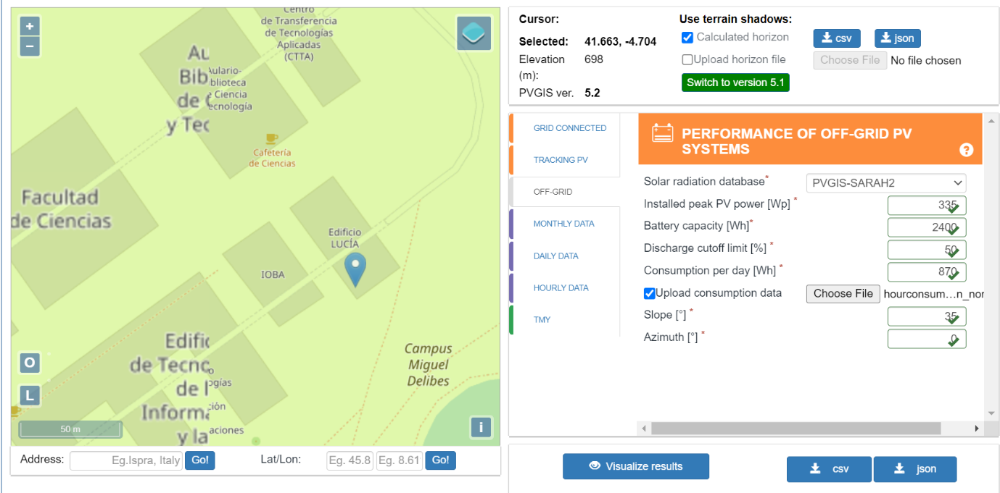 +
−
Centro
de Transferencia
de Tecnologías
Aplicadas
(CTTA)
Au
Bib
de C
y Tec
Aulario-
biblioteca
e Ciencia
ecnología
Cafetería
de Ciencias
Facultad
de Ciencias
Edificio
LUCÍA
IOBA
Edific
de Tecno
de I
Informa
y la
ogías
ción
aciones
Campus
Miguel
Delibes
O
L
50 m
i
Address:
Eg.Ispra, Italy
Go!
Lat/Lon:
Eg. 45.8
Eg. 8.61
Go!
Cursor:
Selected: 41.663, -4.704
Elevation 698
(m):
PVGIS ver. 5.2
Use terrain shadows:
Calculated horizon
csv
json
Upload horizon file
Choose File No file chosen
Switch to version 5.1
GRID CONNECTED
TRACKING PV
OFF-GRID
MONTHLY DATA
DAILY DATA
HOURLY DATA
TMY
PERFORMANCE OF OFF-GRID PV
SYSTEMS
?
Solar radiation database* PVGIS-SARAH2
Installed peak PV power [Wp] * 335
Battery capacity [Wh]* 2400
Discharge cutoff limit [%] * 50
Consumption per day [Wh] * 870
Upload consumption data Choose File hourconsum…n_nor
Slope [°] * 35
Azimuth [°] * 0
Visualize results
csv
json